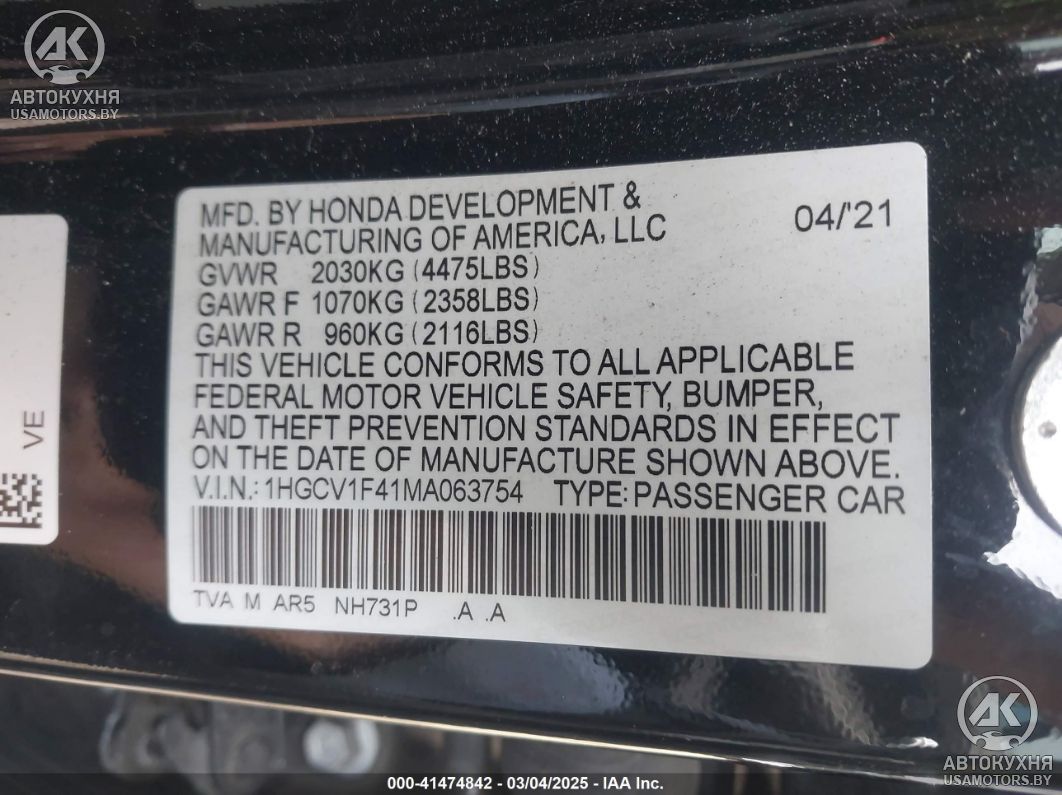 AK
АВТОКУХНЯ
USAMOTORS.BY
MFD. BY HONDA DEVELOPMENT &
MANUFACTURING OF AMERICA, LLC
04/'21
GVWR 2030KG (4475LBS)
GAWR F 1070KG (2358LBS)
GAWR R 960KG (2116LBS)
THIS VEHICLE CONFORMS TO ALL APPLICABLE
FEDERAL MOTOR VEHICLE SAFETY, BUMPER,
AND THEFT PREVENTION STANDARDS IN EFFECT
ON THE DATE OF MANUFACTURE SHOWN ABOVE.
V.I.N.: 1HGCV1F41MA063754 TYPE: PASSENGER CAR
TVA M AR5 NH731P .A .A
VE
AK
АВТОКУХНЯ
USAMOTORS.BY
000-41474842 - 03/04/2025 - IAA Inc.